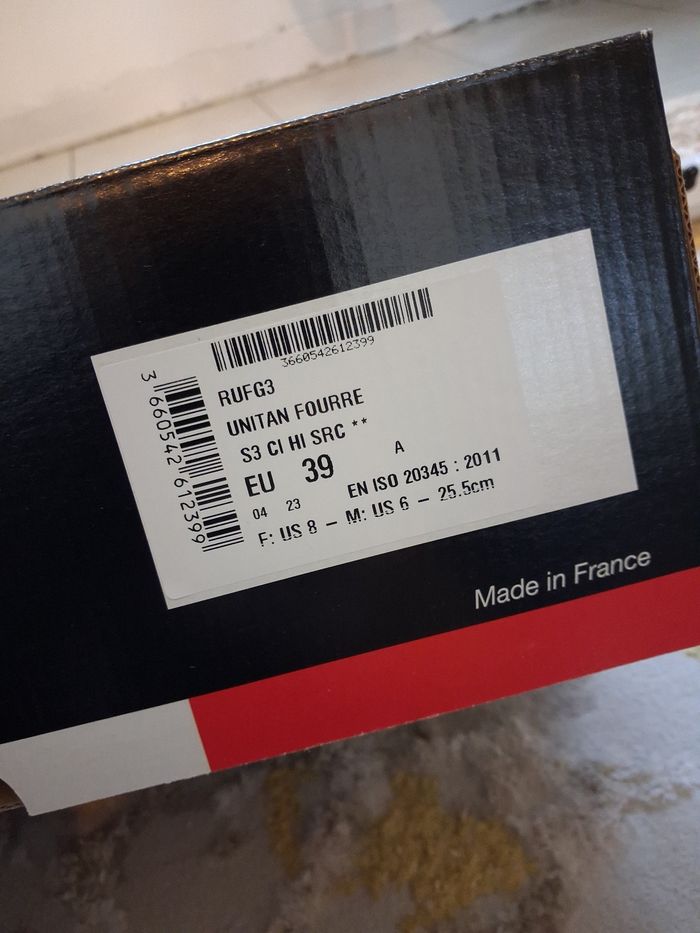 3660542612399
3 660542 612399
RUFG3
UNITAN FOURRE
S3 CI HI SRC **
EU 39 A
04 23 EN ISO 20345 : 2011
F: US 8 – M: US 6 – 25.5cm
Made in France